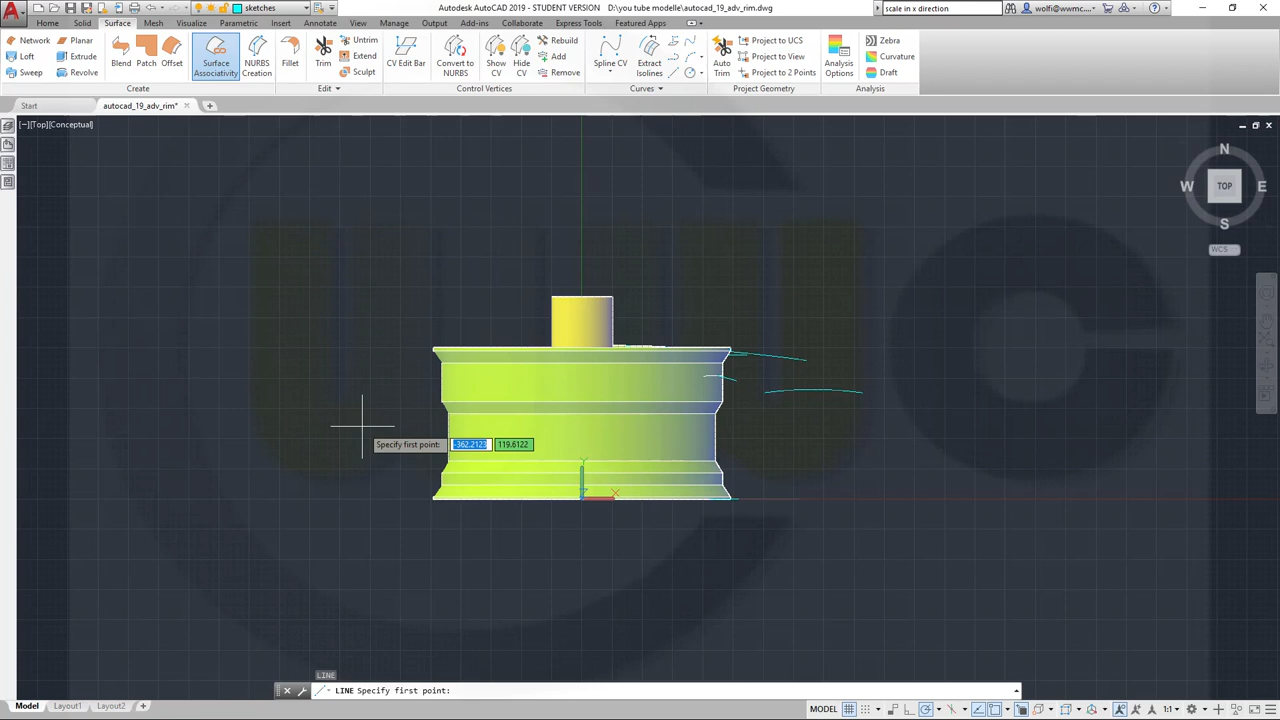 sketches
Autodesk AutoCAD 2019 - STUDENT VERSION D:\you tube modelle\autocad_19_adv_rim.dwg
scale in x direction
wolfi@wwmc...
Home Solid Surface Mesh Visualize Parametric Insert Annotate View Manage Output Add-ins Collaborate Express Tools Featured Apps
Network Planar
Loft Extrude
Sweep Revolve
Blend Patch Offset
Surface Associativity
NURBS Creation
Fillet
Trim
Untrim
Extend
Sculpt
CV Edit Bar
Convert to NURBS
Show CV
Hide CV
Rebuild
Add
Remove
Spline CV
Extract Isolines
Auto Trim
Project to UCS
Project to View
Project to 2 Points
Analysis Options
Zebra
Curvature
Draft
Create Edit Control Vertices Curves Project Geometry Analysis
Start autocad_19_adv_rim*
[−][Top][Conceptual]
N
W TOP E
S
WCS
Specify first point: -362.2123 119.6122
Y
X
LINE
LINE Specify first point:
Model Layout1 Layout2
MODEL 1:1